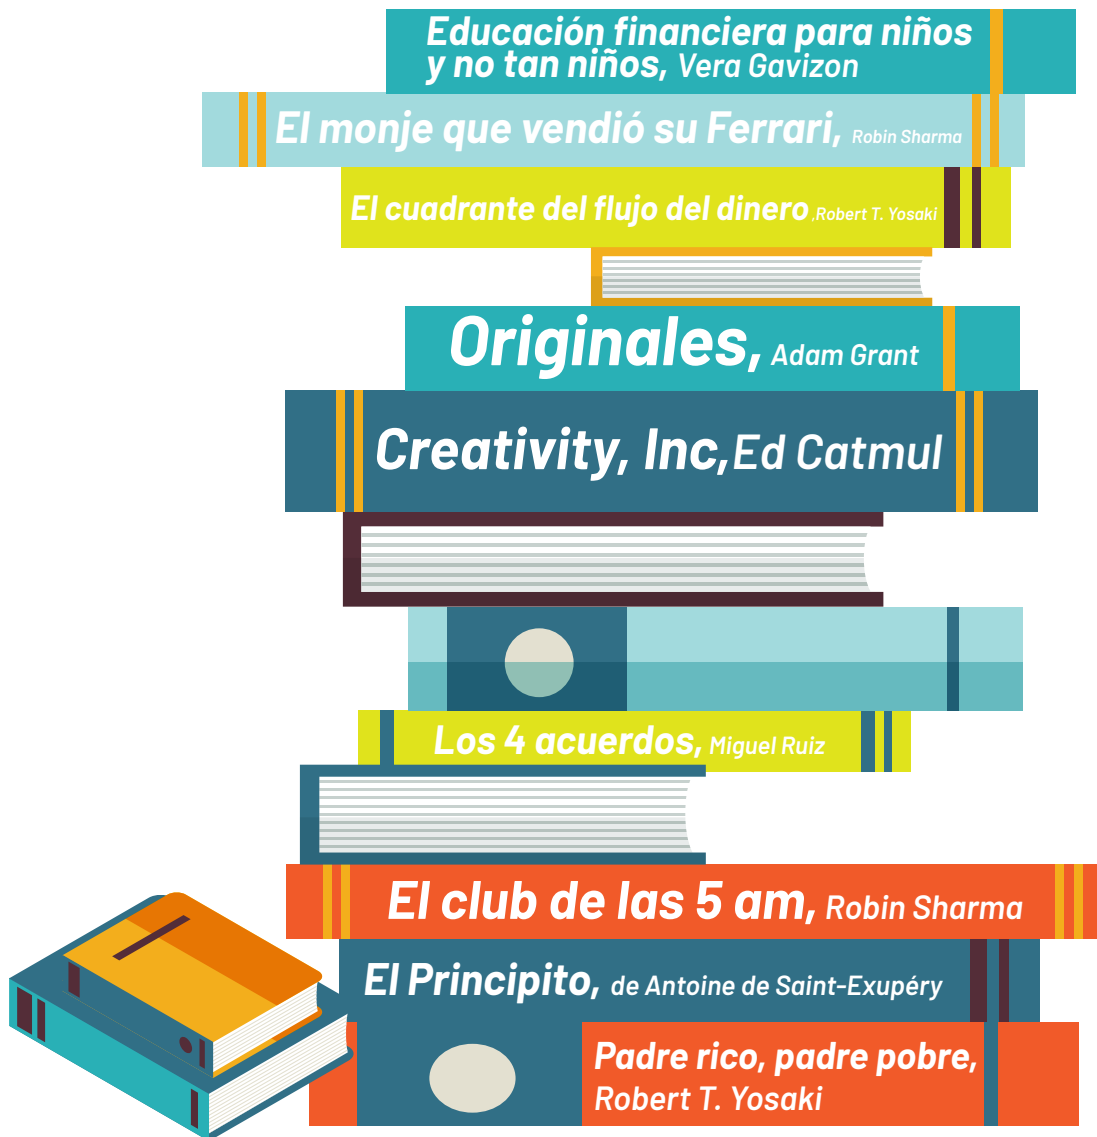 Educación financiera para niños
y no tan niños, Vera Gavizon
El monje que vendió su Ferrari, Robin Sharma
El cuadrante del flujo del dinero,Robert T. Yosaki
Originales, Adam Grant
Creativity, Inc,Ed Catmul
Los 4 acuerdos, Miguel Ruiz
El club de las 5 am, Robin Sharma
El Principito, de Antoine de Saint-Exupéry
Padre rico, padre pobre,
Robert T. Yosaki